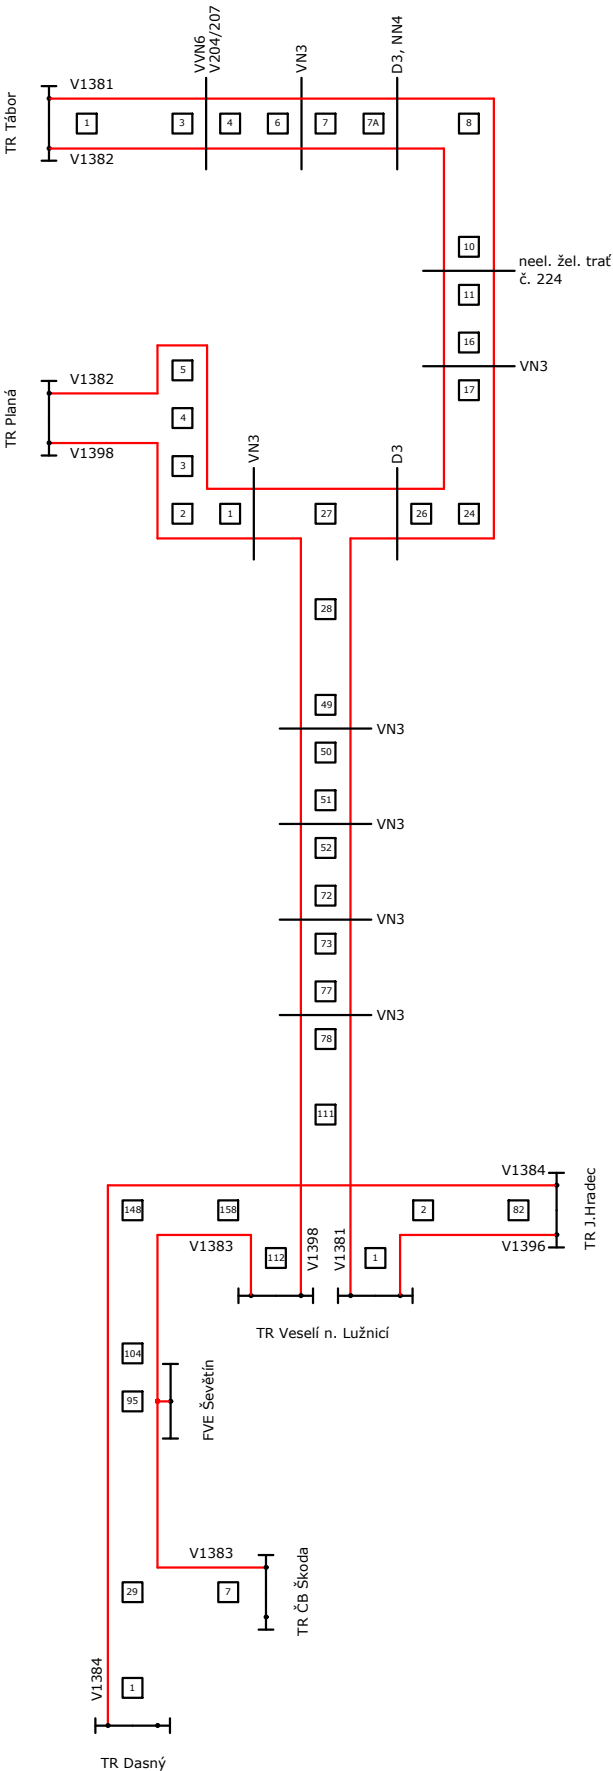 VVN6
V204/207
VN3
D3, NN4
V1381
TR Tábor
1
3
4
6
7
7A
8
V1382
10
neel. žel. trať
č. 224
11
16
VN3
17
5
V1382
TR Planá
4
V1398
3
VN3
D3
2
1
27
26
24
28
49
VN3
50
51
VN3
52
72
VN3
73
77
VN3
78
111
V1384
TR J.Hradec
148
158
2
82
V1383
V1398
V1381
V1396
112
1
TR Veselí n. Lužnicí
104
95
FVE Ševětín
V1383
TR ČB Škoda
29
7
V1384
1
TR Dasný